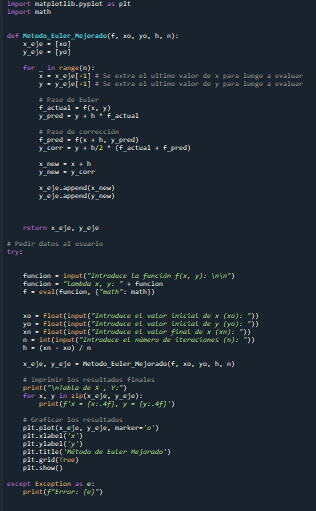 import matplotlib.pyplot as plt
import math
def Metodo_Euler_Mejorado(f, xo, yo, h, n):
x_eje = [xo]
y_eje = [yo]
for _ in range(n):
x = x_eje[-1] # Se extra el ultimo valor de x para luego a evaluar
y = y_eje[-1] # Se extra el ultimo valor de y para luego a evaluar
# Paso de Euler
f_actual = f(x, y)
y_pred = y + h * f_actual
# Paso de corrección
f_pred = f(x + h, y_pred)
y_corr = y + h/2 * (f_actual + f_pred)
x_new = x + h
y_new = y_corr
x_eje.append(x_new)
y_eje.append(y_new)
return x_eje, y_eje
# Pedir datos al usuario
try:
funcion = input("Introduce la función f(x, y): \n\n")
funcion = "lambda x, y: " + funcion
f = eval(funcion, {"math": math})
xo = float(input("Introduce el valor inicial de x (xo): "))
yo = float(input("Introduce el valor inicial de y (yo): "))
xn = float(input("Introduce el valor final de x (xn): "))
n = int(input("Introduce el número de iteraciones (n): "))
h = (xn - xo) / n
x_eje, y_eje = Metodo_Euler_Mejorado(f, xo, yo, h, n)
# Imprimir los resultados finales
print("\nTabla de X , Y:")
for x, y in zip(x_eje, y_eje):
print(f'x = {x:.4f}, y = {y:.4f}')
# Graficar los resultados
plt.plot(x_eje, y_eje, marker='o')
plt.xlabel('x')
plt.ylabel('y')
plt.title('Método de Euler Mejorado')
plt.grid(True)
plt.show()
except Exception as e:
print(f"Error: {e}")